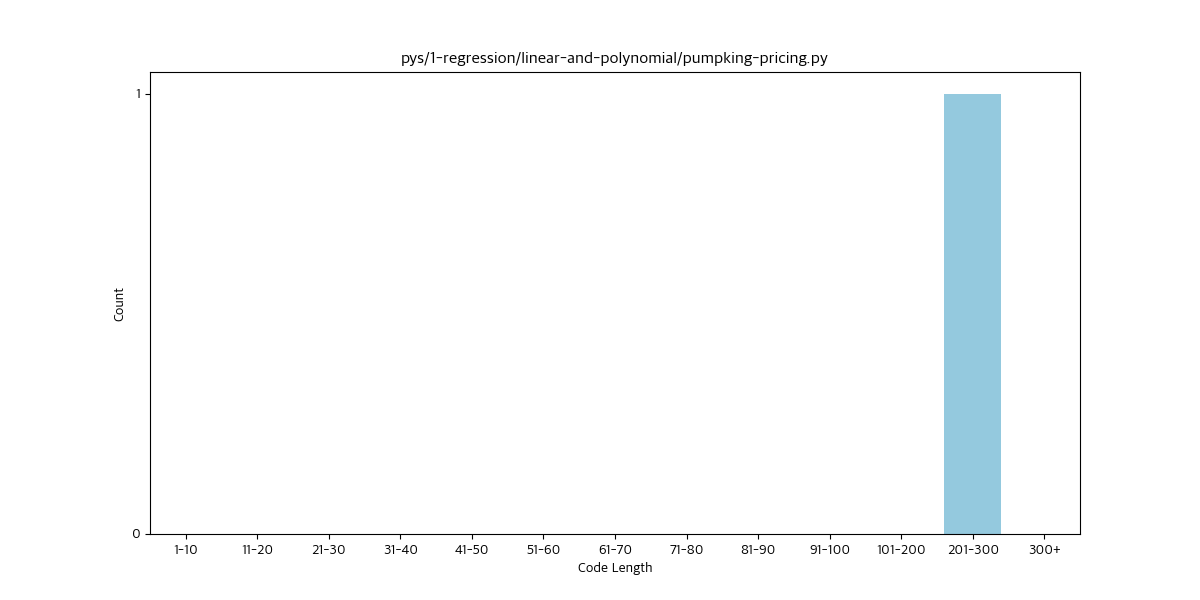 pys/1-regression/linear-and-polynomial/pumpking-pricing.py
1
Count
0
1-10 11-20 21-30 31-40 41-50 51-60 61-70 71-80 81-90 91-100 101-200 201-300 300+
Code Length